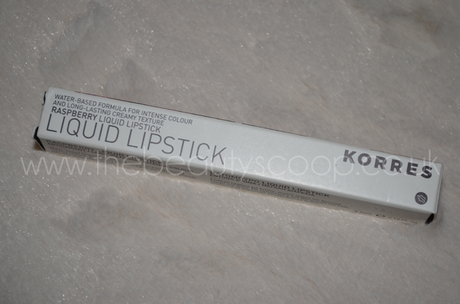 WATER-BASED FORMULA FOR INTENSE COLOUR
AND LONG-LASTING CREAMY TEXTURE
RASPBERRY LIQUID LIPSTICK
LIQUID LIPSTICK
KORRES
www.thebeautyscoop.co.uk